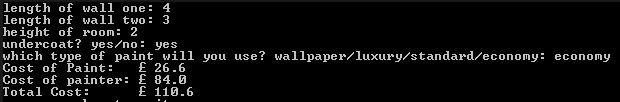 length of wall one: 4
length of wall two: 3
height of room: 2
undercoat? yes/no: yes
which type of paint will you use? wallpaper/luxury/standard/economy: economy
Cost of Paint: £ 26.6
Cost of painter: £ 84.0
Total Cost: £ 110.6